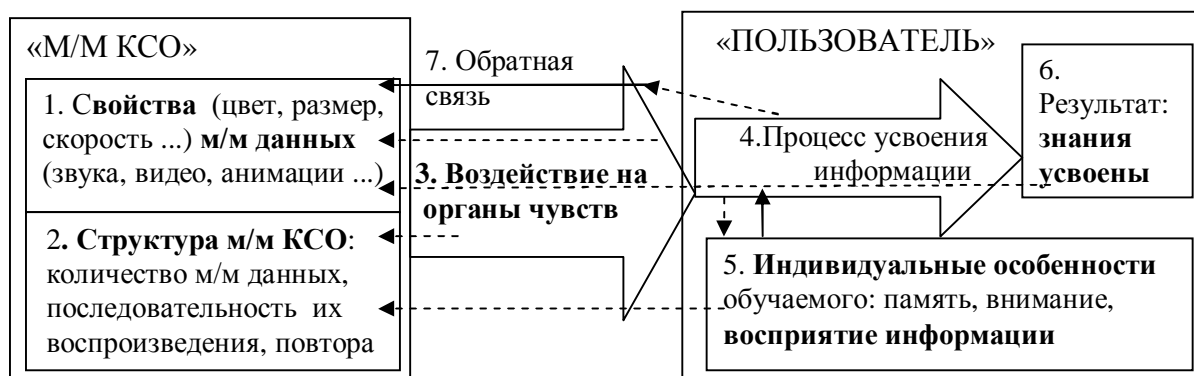 «М/М КСО»
1. Свойства (цвет, размер,
скорость ...) м/м данных
(звука, видео, анимации ...)
2. Структура м/м КСО:
количество м/м данных,
последовательность их
воспроизведения, повтора
7. Обратная
связь
3. Воздействие на
органы чувств
«ПОЛЬЗОВАТЕЛЬ»
4.Процесс усвоения
информации
6.
Результат:
знания
усвоены
5. Индивидуальные особенности
обучаемого: память, внимание,
восприятие информации